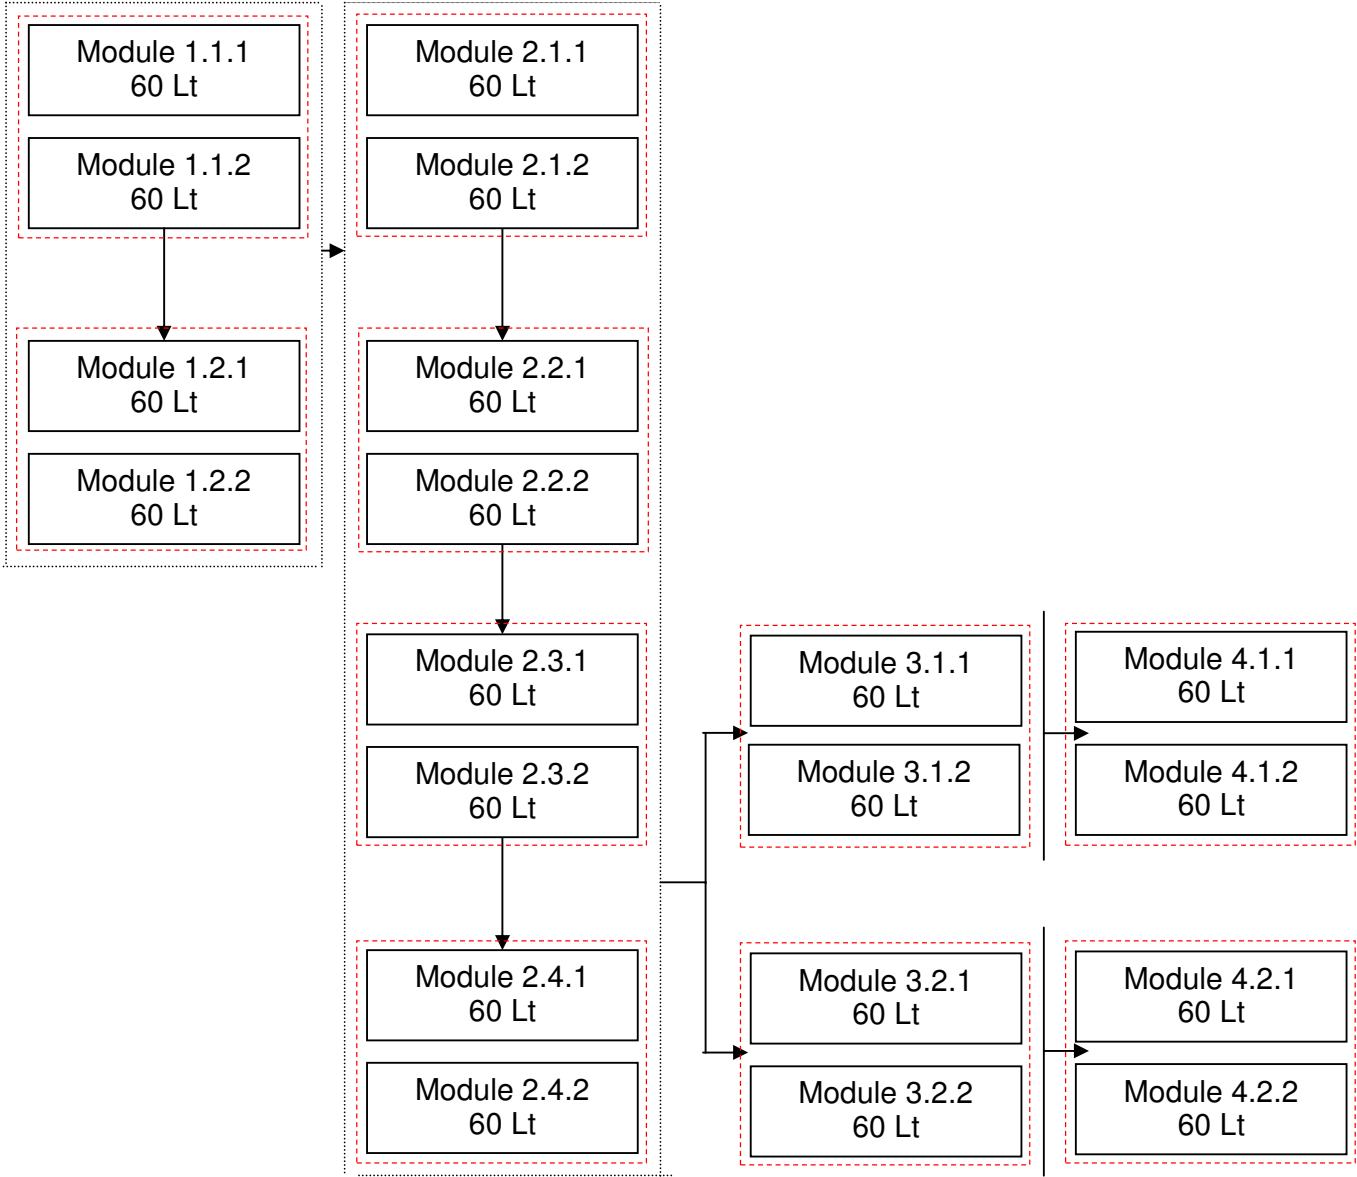 Module 1.1.1
60 Lt
Module 1.1.2
60 Lt
Module 1.2.1
60 Lt
Module 1.2.2
60 Lt
Module 2.1.1
60 Lt
Module 2.1.2
60 Lt
Module 2.2.1
60 Lt
Module 2.2.2
60 Lt
Module 2.3.1
60 Lt
Module 2.3.2
60 Lt
Module 2.4.1
60 Lt
Module 2.4.2
60 Lt
Module 3.1.1
60 Lt
Module 3.1.2
60 Lt
Module 3.2.1
60 Lt
Module 3.2.2
60 Lt
Module 4.1.1
60 Lt
Module 4.1.2
60 Lt
Module 4.2.1
60 Lt
Module 4.2.2
60 Lt